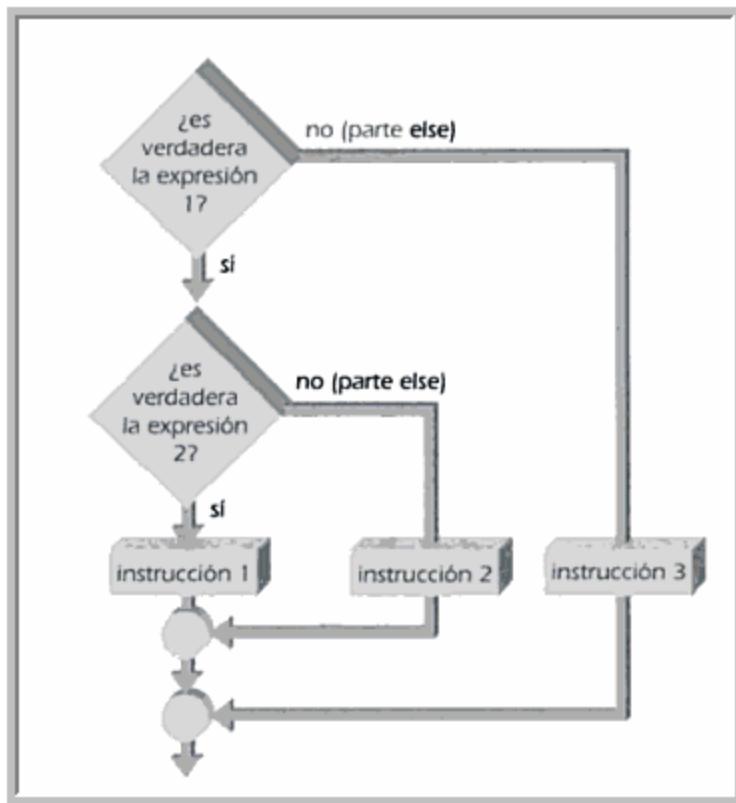 ¿es
verdadera
la expresión
1?
no (parte else)
sí
¿es
verdadera
la expresión
2?
no (parte else)
sí
instrucción 1
instrucción 2
instrucción 3